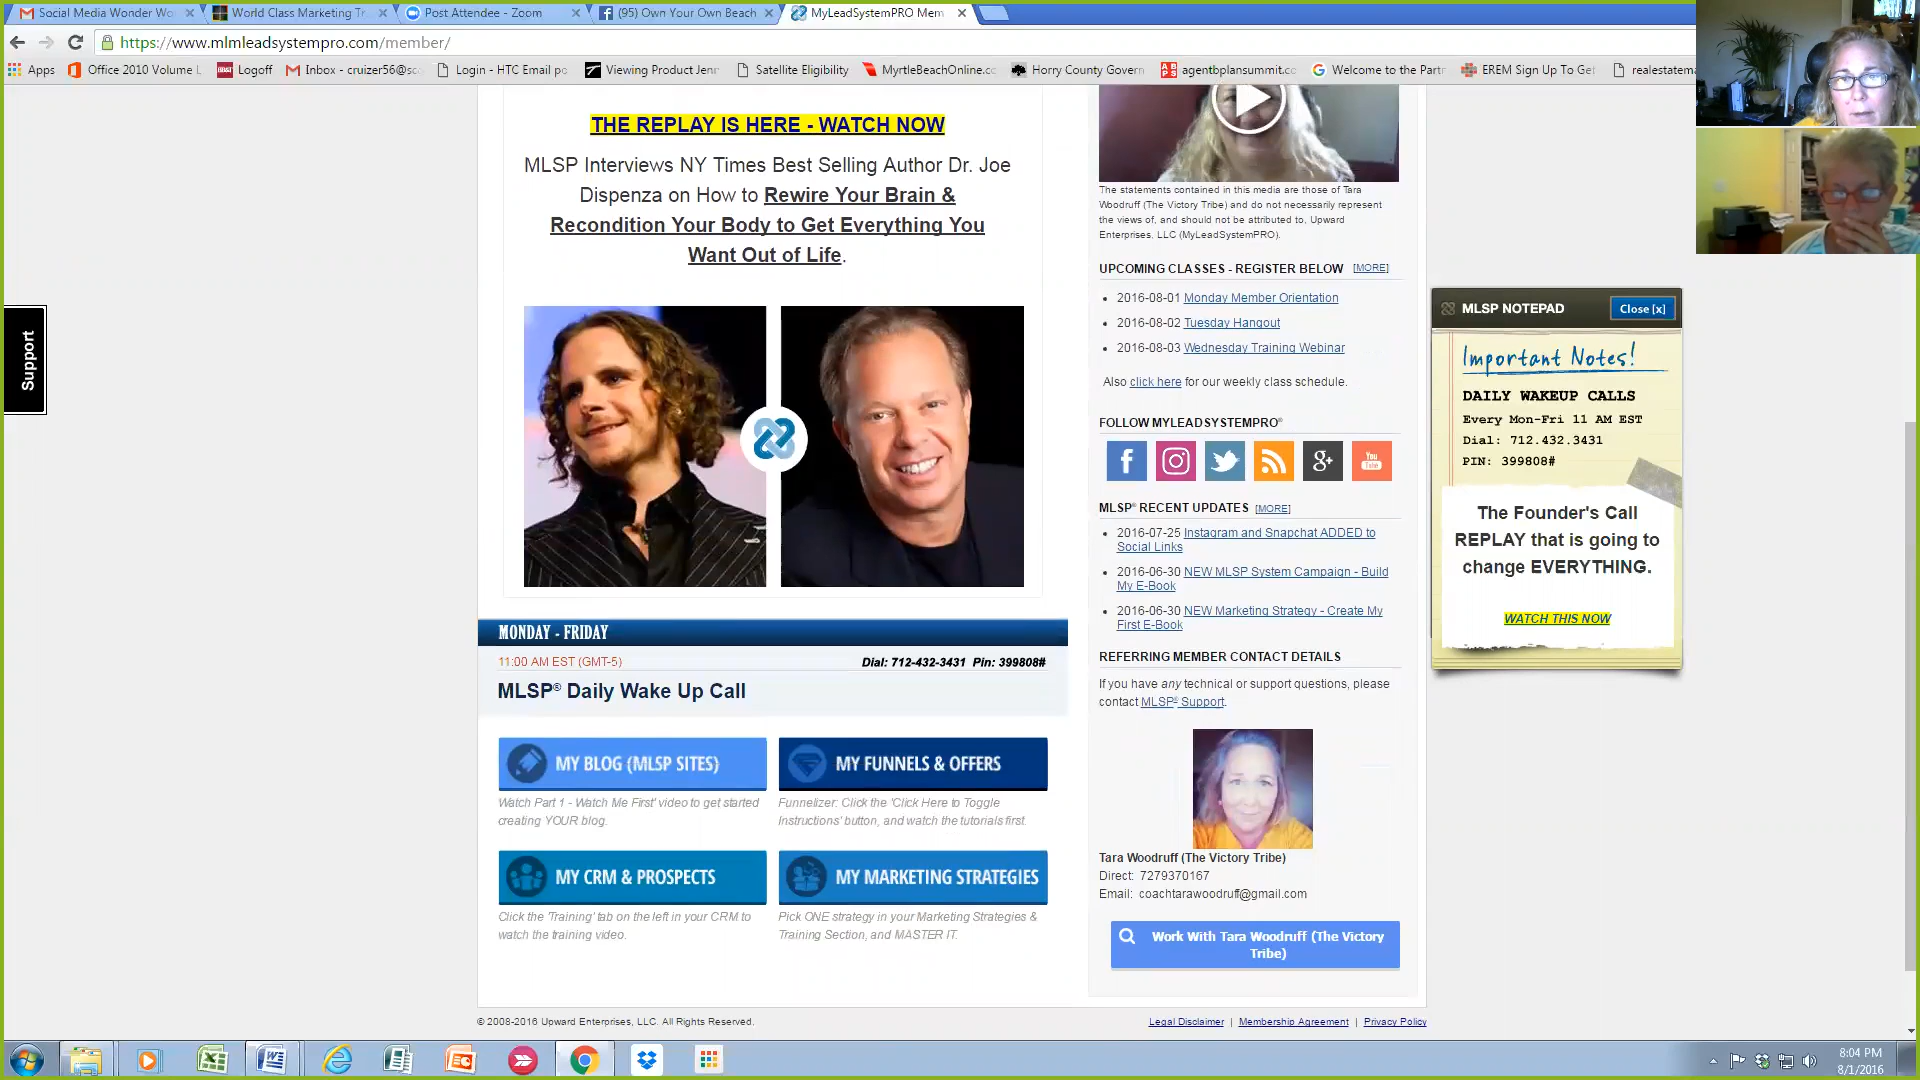 Social Media Wonder Wo
World Class Marketing Tr
Post Attendee - Zoom
(95) Own Your Own Beach
MyLeadSystemPRO Mem
https://www.mlmleadsystempro.com/member/
Apps
Office 2010 Volume L
Logoff
Inbox - cruizer56@sc
Login - HTC Email po
Viewing Product Jenn
Satellite Eligibility
MyrtleBeachOnline.co
Horry County Govern
agentbplansummit.cc
Welcome to the Partn
EREM Sign Up To Get
realestatema
THE REPLAY IS HERE - WATCH NOW
MLSP Interviews NY Times Best Selling Author Dr. Joe
Dispenza on How to Rewire Your Brain &
Recondition Your Body to Get Everything You
Want Out of Life.
MONDAY - FRIDAY
11:00 AM EST (GMT-5)
Dial: 712-432-3431 Pin: 399808#
MLSP® Daily Wake Up Call
MY BLOG (MLSP SITES)
Watch Part 1 - Watch Me First' video to get started
creating YOUR blog.
MY FUNNELS & OFFERS
Funnelizer: Click the 'Click Here to Toggle
Instructions' button, and watch the tutorials first.
MY CRM & PROSPECTS
Click the 'Training' tab on the left in your CRM to
watch the training video.
MY MARKETING STRATEGIES
Pick ONE strategy in your Marketing Strategies &
Training Section, and MASTER IT.
The statements contained in this media are those of Tara
Woodruff (The Victory Tribe) and do not necessarily represent
the views of, and should not be attributed to, Upward
Enterprises, LLC (MyLeadSystemPRO).
UPCOMING CLASSES - REGISTER BELOW [MORE]
2016-08-01 Monday Member Orientation
2016-08-02 Tuesday Hangout
2016-08-03 Wednesday Training Webinar
Also click here for our weekly class schedule.
FOLLOW MYLEADSYSTEMPRO®
f
g+
You
Tube
MLSP® RECENT UPDATES [MORE]
2016-07-25 Instagram and Snapchat ADDED to
Social Links
2016-06-30 NEW MLSP System Campaign - Build
My E-Book
2016-06-30 NEW Marketing Strategy - Create My
First E-Book
REFERRING MEMBER CONTACT DETAILS
If you have any technical or support questions, please
contact MLSP® Support.
Tara Woodruff (The Victory Tribe)
Direct: 7279370167
Email: coachtarawoodruff@gmail.com
Work With Tara Woodruff (The Victory
Tribe)
MLSP NOTEPAD
Close [x]
Important Notes!
DAILY WAKEUP CALLS
Every Mon-Fri 11 AM EST
Dial: 712.432.3431
PIN: 399808#
The Founder's Call
REPLAY that is going to
change EVERYTHING.
WATCH THIS NOW
Support
© 2008-2016 Upward Enterprises, LLC. All Rights Reserved.
Legal Disclaimer | Membership Agreement | Privacy Policy
8:04 PM
8/1/2016